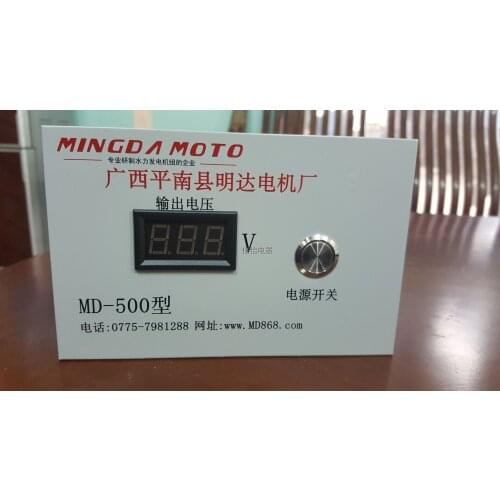 MINGDA MOTO
专业研制水力发电机组的企业
广西平南县明达电机厂
输出电压
888
V
电源开关
MD-500型
电话:0775-7981288 网址:www.MD868.com